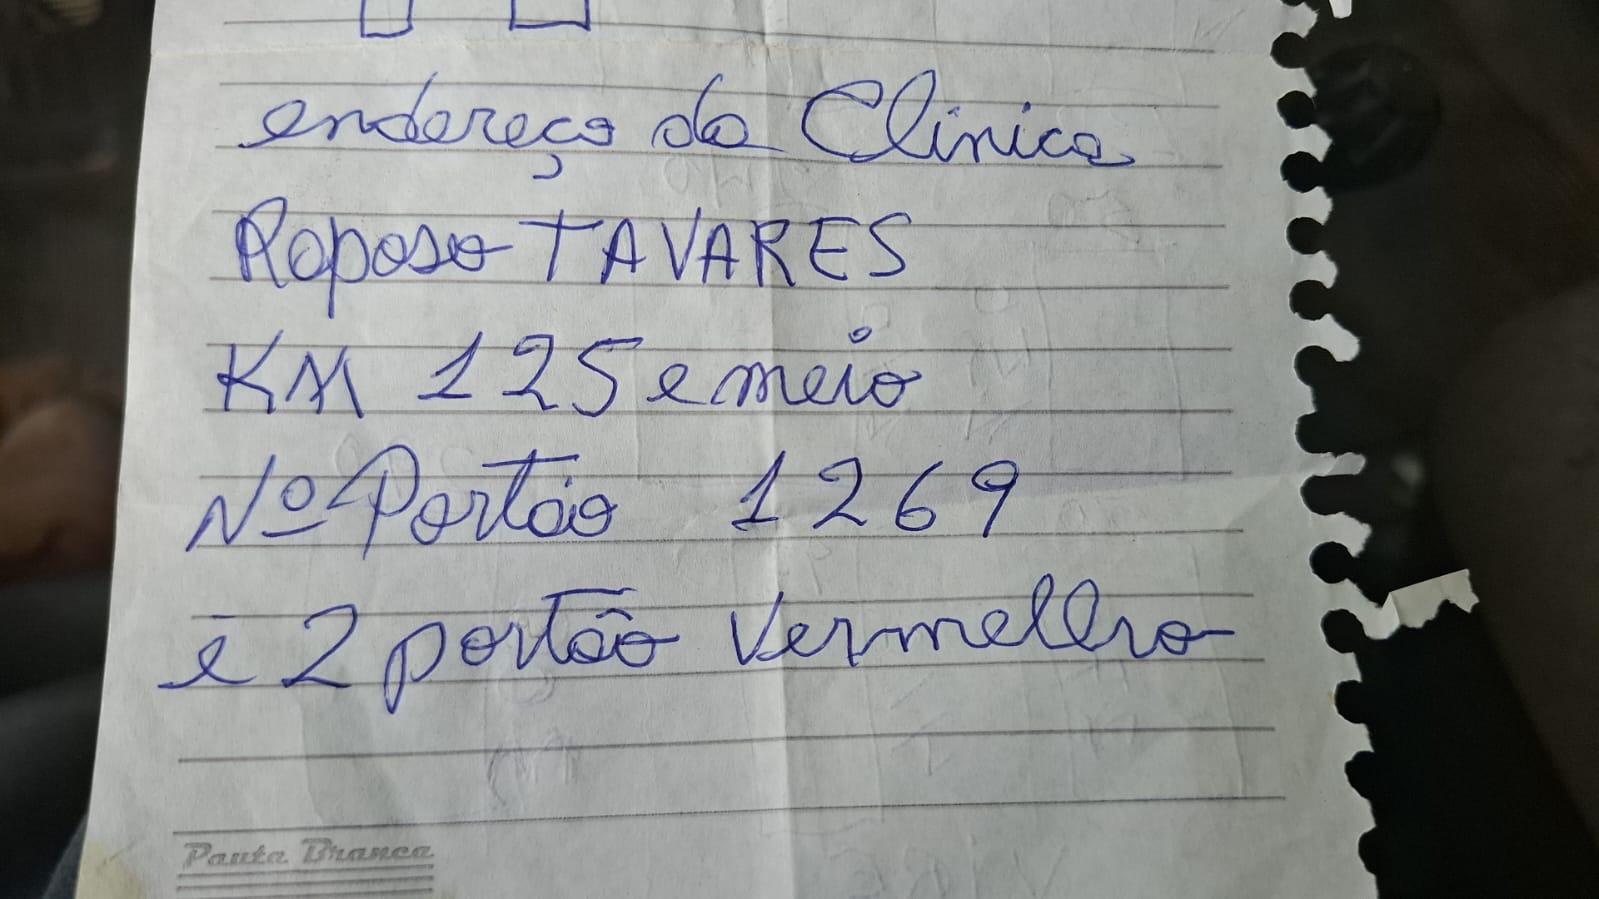 endereço da Clinica
Raposo TAVARES
KM 125 e meio
Nº Portão 1269
é 2 portão Vermelho
Pauta Branca